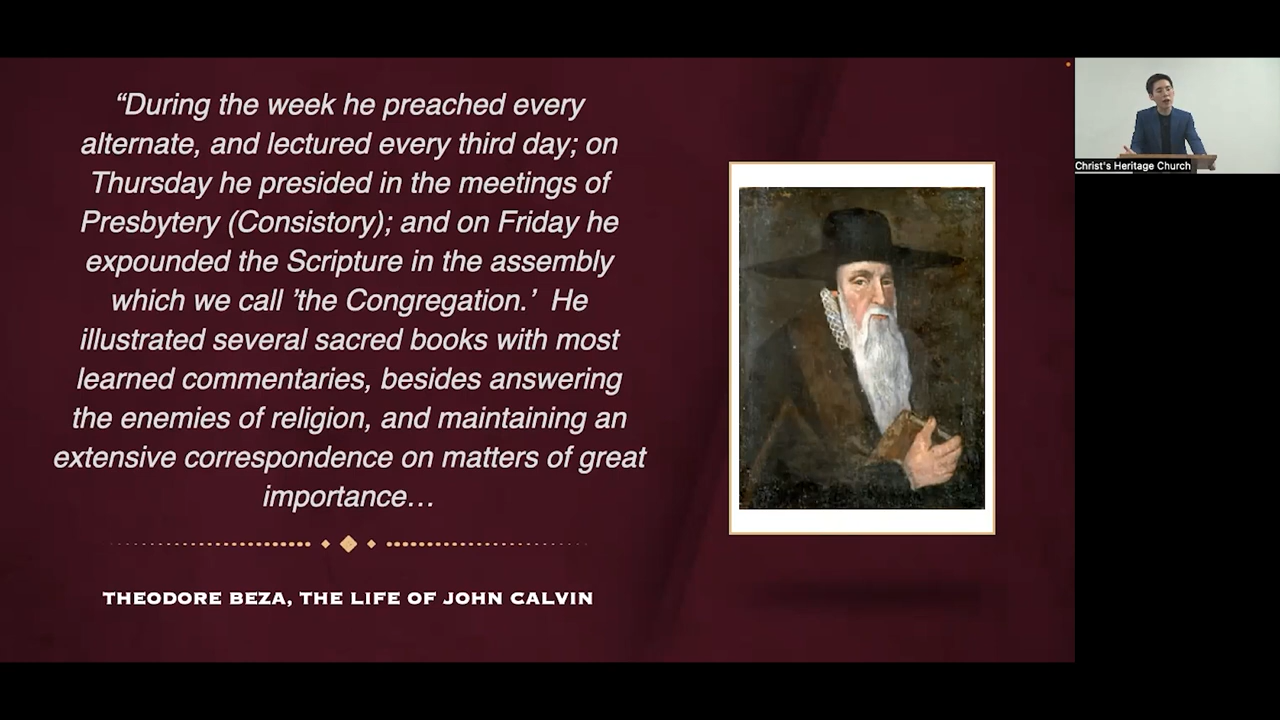 “During the week he preached every
alternate, and lectured every third day; on
Thursday he presided in the meetings of
Presbytery (Consistory); and on Friday he
expounded the Scripture in the assembly
which we call ’the Congregation.’  He
illustrated several sacred books with most
learned commentaries, besides answering
the enemies of religion, and maintaining an
extensive correspondence on matters of great
importance…
THEODORE BEZA, THE LIFE OF JOHN CALVIN
Christ's Heritage Church